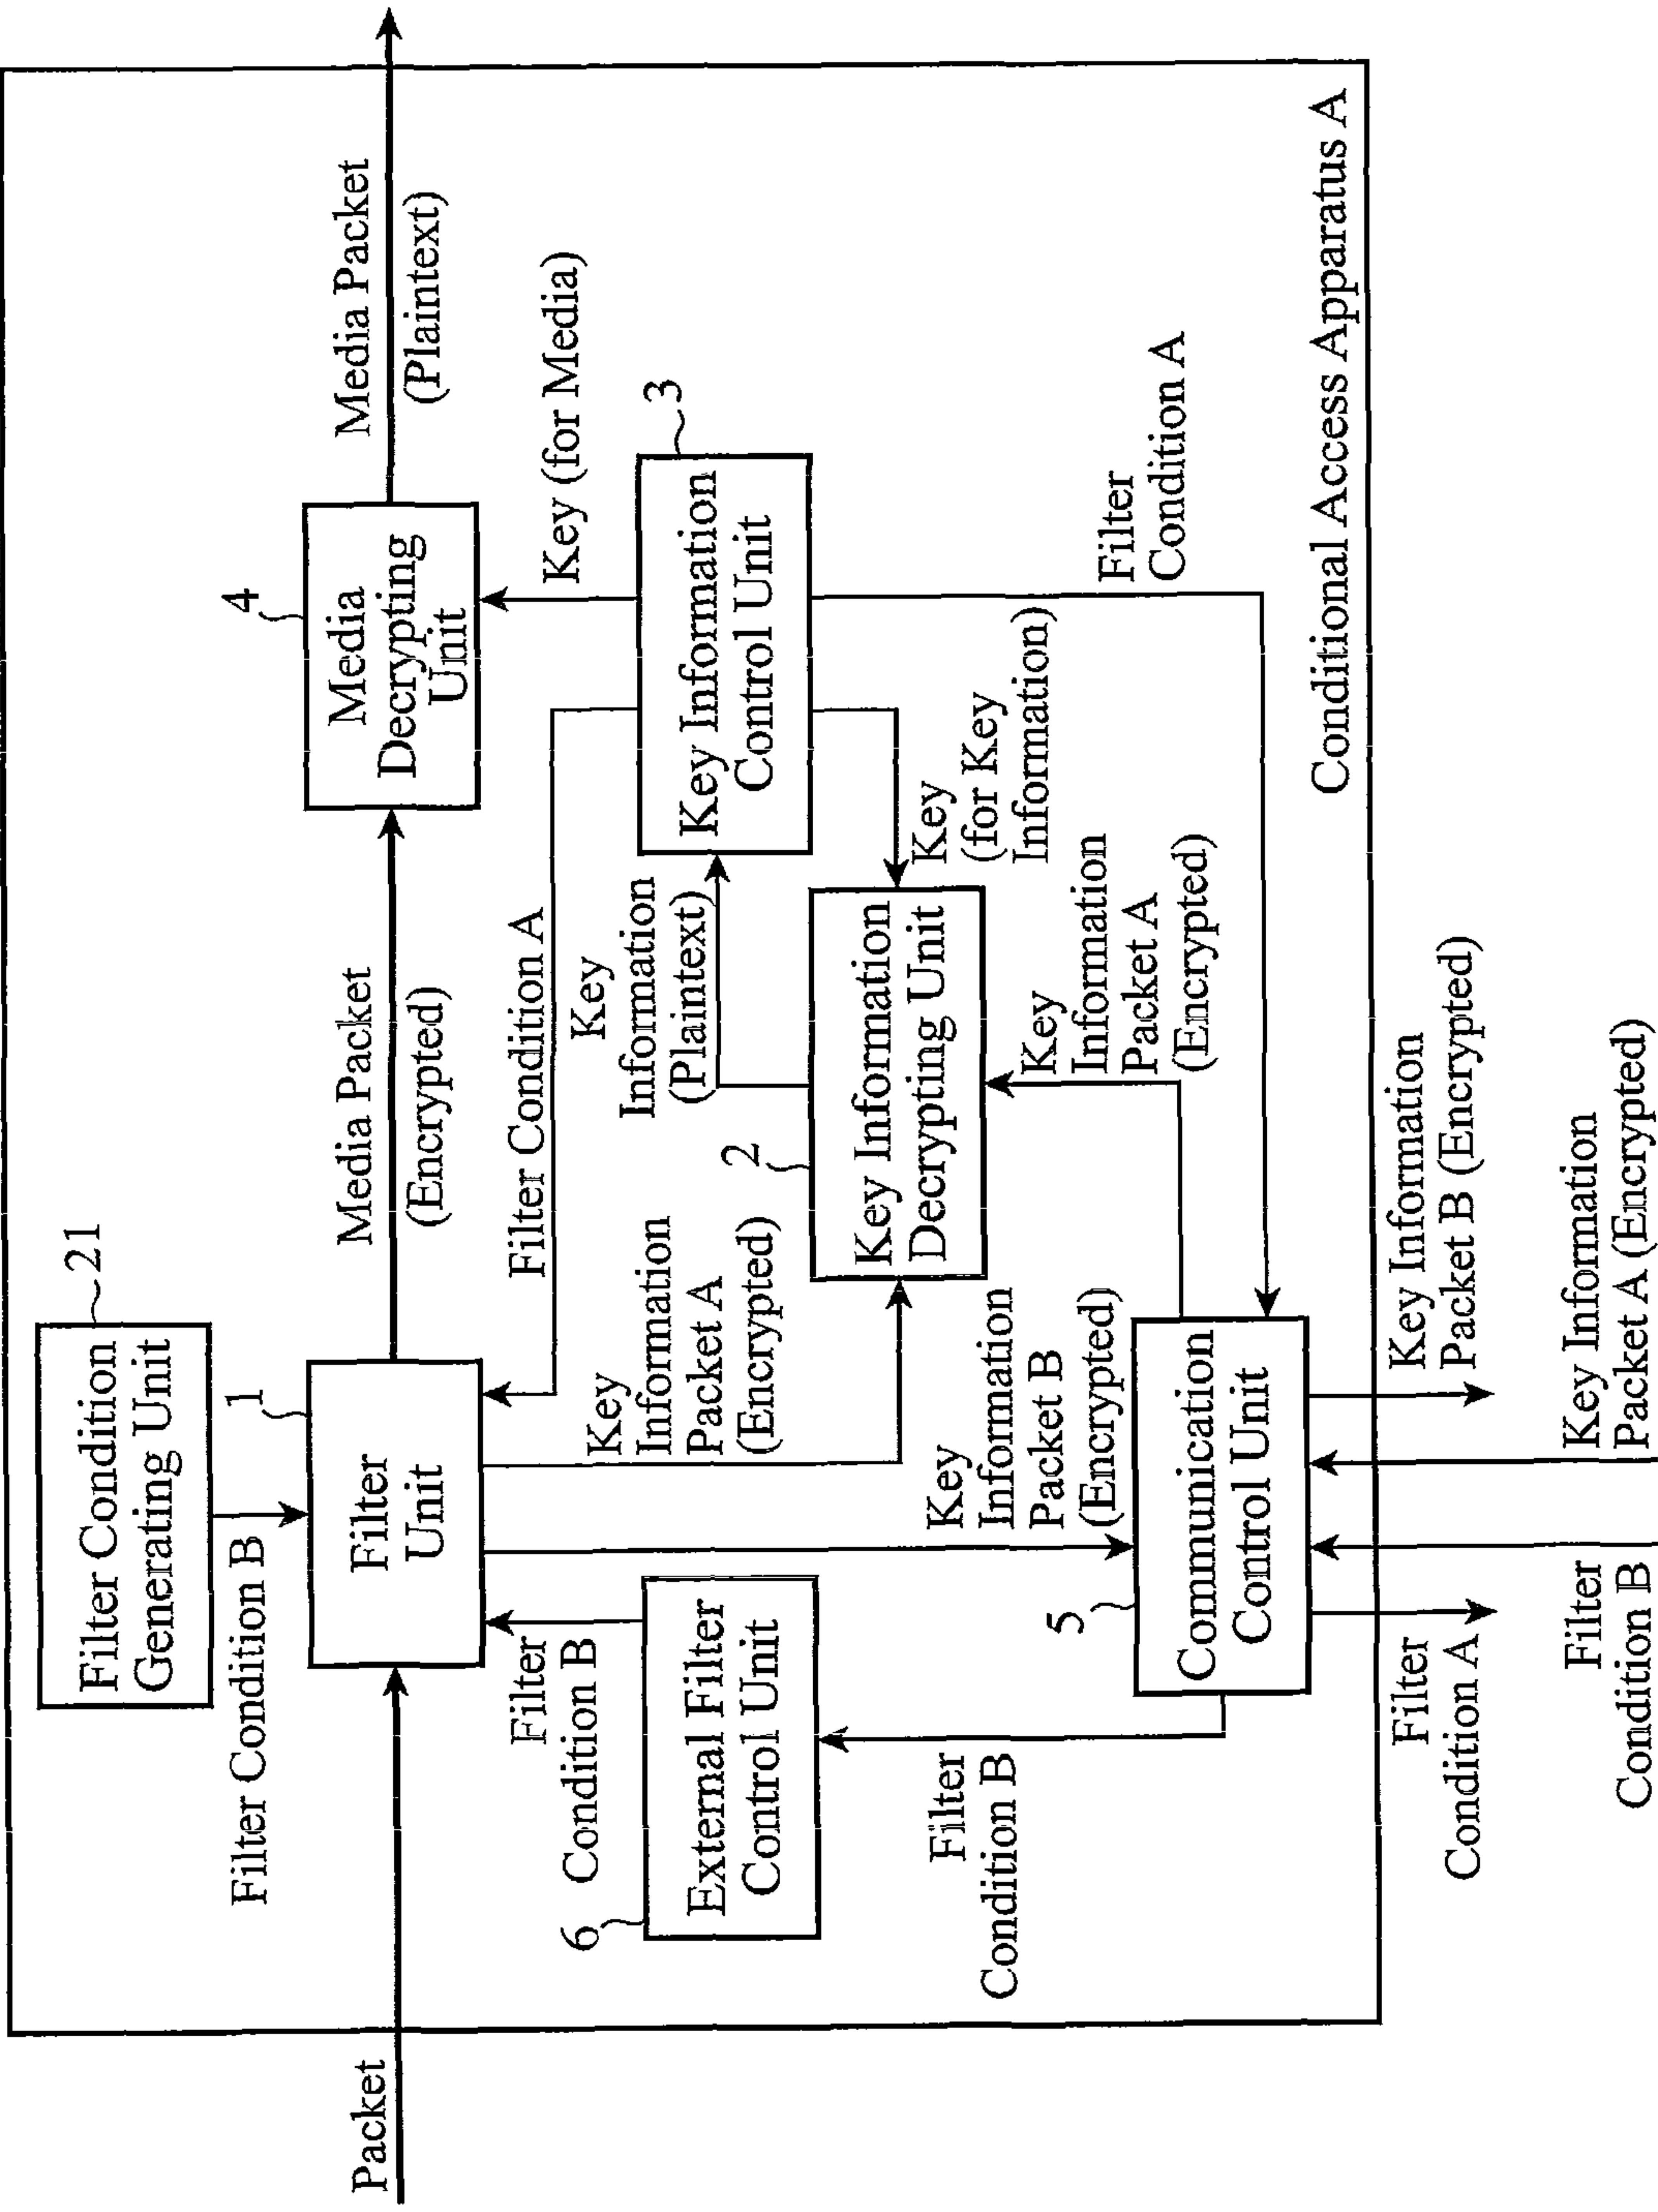 Filter Condition
Generating Unit
21
Filter Condition B
Packet
1
Filter
Unit
Media Packet
(Encrypted)
4
Media
Decrypting
Unit
Media Packet
(Plaintext)
Filter Condition A
Key (for Media)
Filter
Condition B
Key
Information
Packet A
(Encrypted)
Key
Information
(Plaintext)
3
Key Information
Control Unit
6
External Filter
Control Unit
2
Key Information
Decrypting Unit
Key
(for Key
Information)
Filter
Condition B
Key
Information
Packet B
(Encrypted)
Key
Information
Packet A
(Encrypted)
Filter
Condition A
5
Communication
Control Unit
Conditional Access Apparatus A
Filter
Condition A
Key Information
Packet B (Encrypted)
Filter
Condition B
Key Information
Packet A (Encrypted)